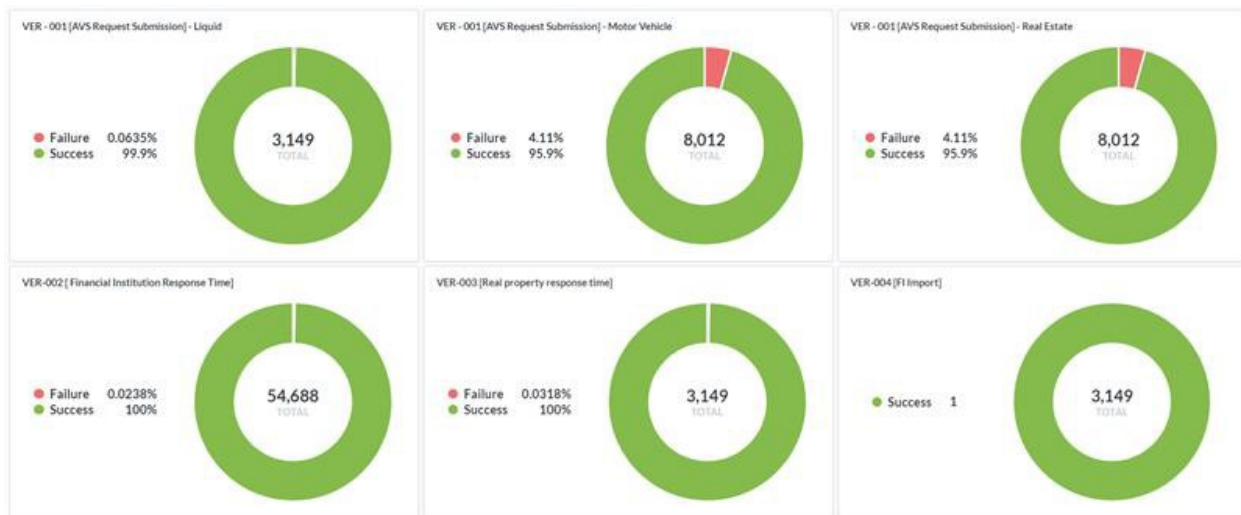 VER - 001 [AVS Request Submission] - Liquid
Failure 0.0635%
Success 99.9%
3,149
TOTAL
VER - 001 [AVS Request Submission] - Motor Vehicle
Failure 4.11%
Success 95.9%
8,012
TOTAL
VER - 001 [AVS Request Submission] - Real Estate
Failure 4.11%
Success 95.9%
8,012
TOTAL
VER-002 [ Financial Institution Response Time]
Failure 0.0238%
Success 100%
54,688
TOTAL
VER-003 [Real property response time]
Failure 0.0318%
Success 100%
3,149
TOTAL
VER-004 [FI Import]
Success 1
3,149
TOTAL